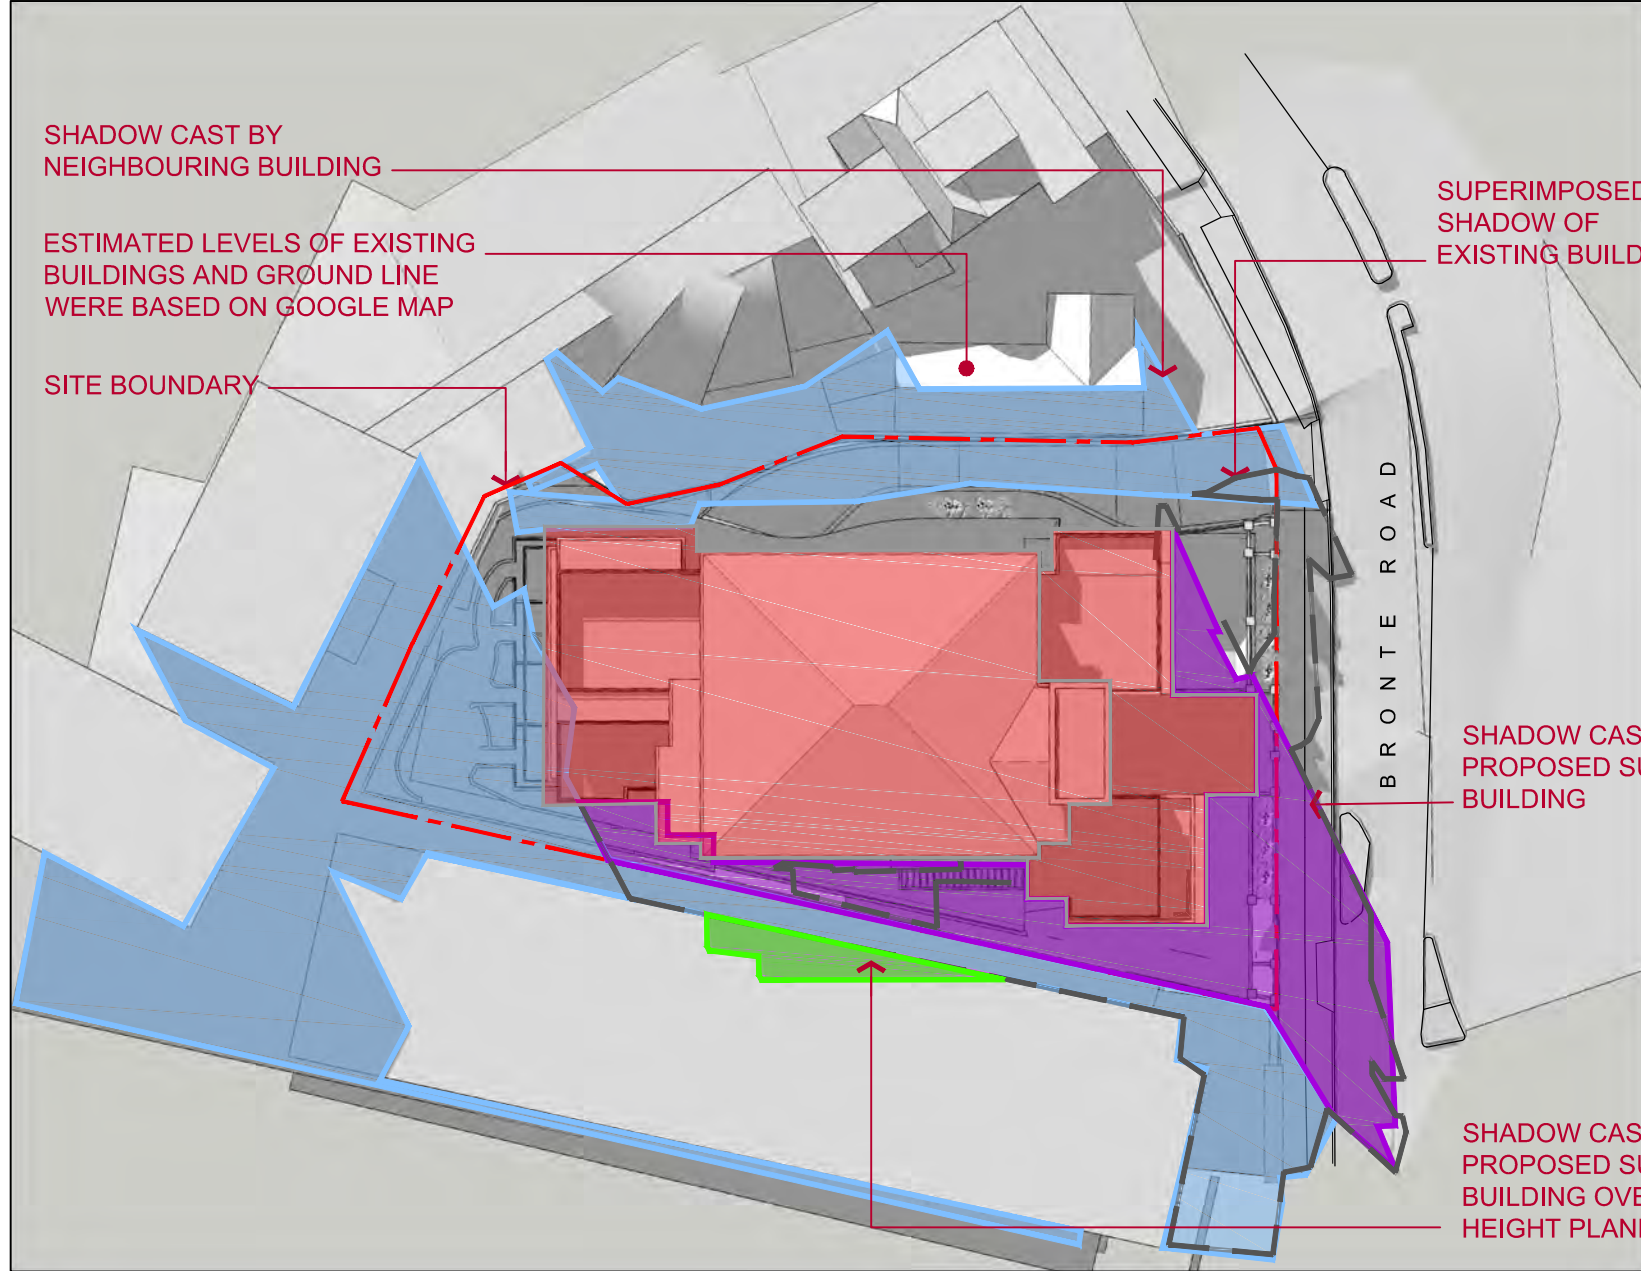 SHADOW CAST BY
NEIGHBOURING BUILDING
ESTIMATED LEVELS OF EXISTING
BUILDINGS AND GROUND LINE
WERE BASED ON GOOGLE MAP
SITE BOUNDARY
SUPERIMPOSED
SHADOW OF
EXISTING BUILD
BRONTE ROAD
SHADOW CAS
PROPOSED SU
BUILDING
SHADOW CAS
PROPOSED SU
BUILDING OVE
HEIGHT PLAN